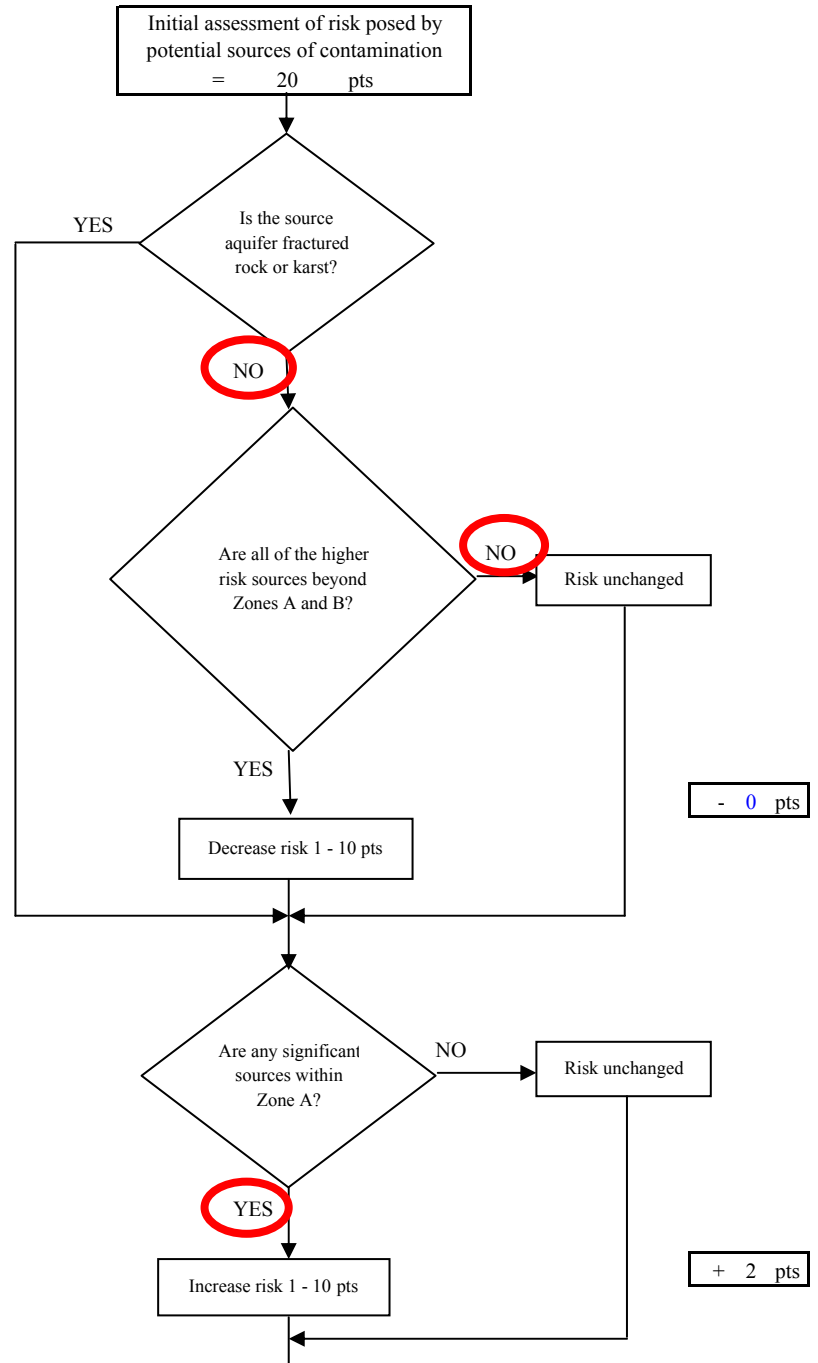 Initial assessment of risk posed by
potential sources of contamination
= 20 pts
YES
Is the source
aquifer fractured
rock or karst?
NO
Are all of the higher
risk sources beyond
Zones A and B?
NO
Risk unchanged
YES
- 0 pts
Decrease risk 1 - 10 pts
Are any significant
sources within
Zone A?
NO
Risk unchanged
YES
+ 2 pts
Increase risk 1 - 10 pts